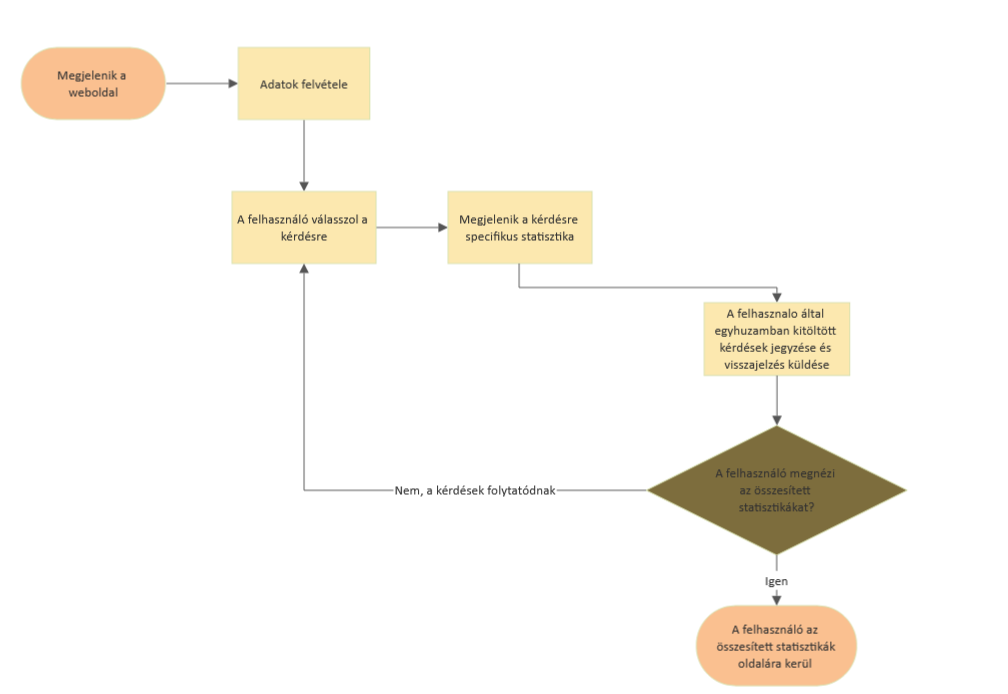 Megjelenik a
weboldal
Adatok felvétele
A felhasználó válasszol a
kérdésre
Megjelenik a kérdésre
specifikus statisztika
A felhasznalo által
egyhuzamban kitöltött
kérdések jegyzése és
visszajelzés küldése
A felhasználó megnézi
az összesített
statisztikákat?
Nem, a kérdések folytatódnak
Igen
A felhasználó az
összesített statisztikák
oldalára kerül